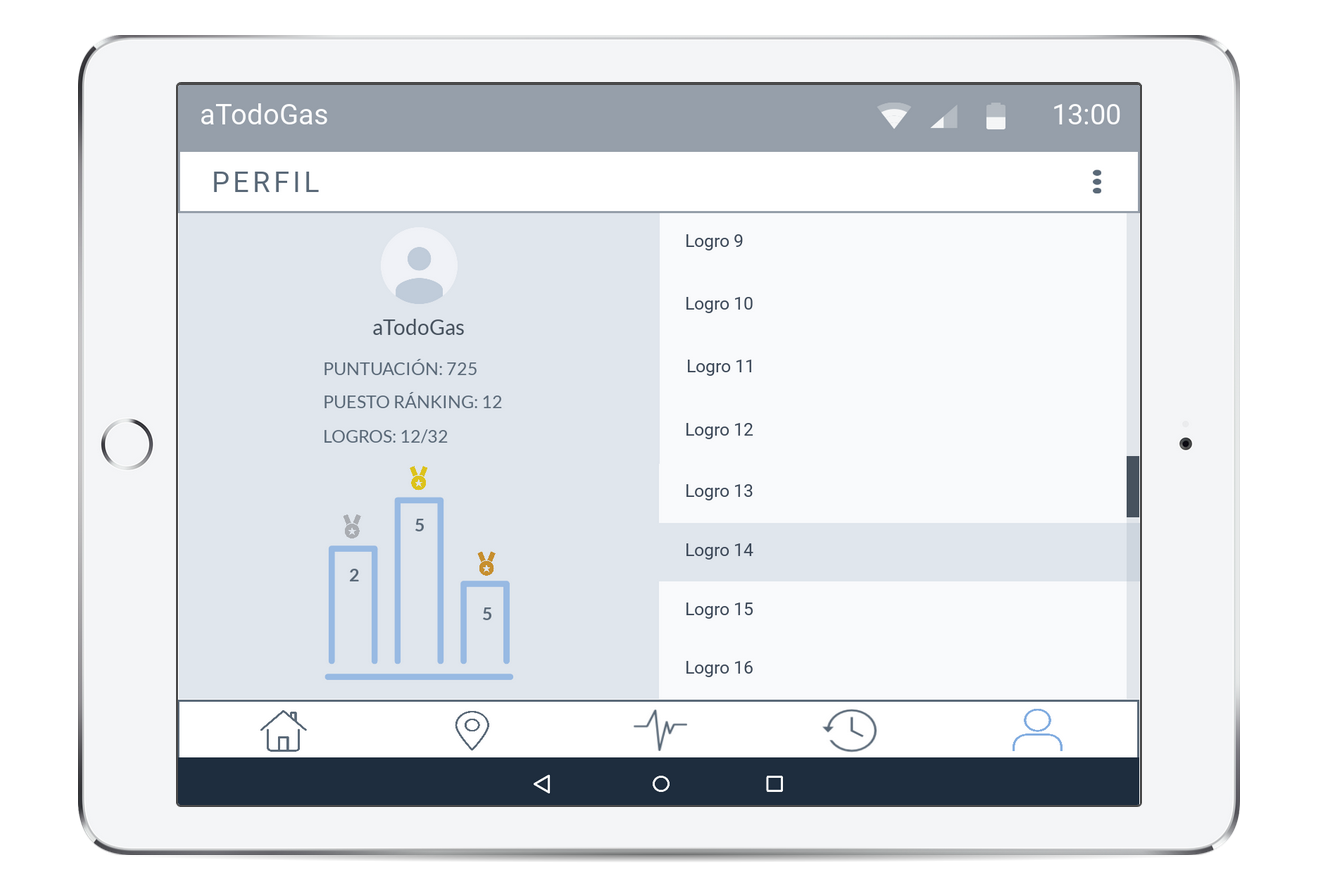 aTodoGas 13:00
PERFIL
aTodoGas
PUNTUACIÓN: 725
PUESTO RÁNKING: 12
LOGROS: 12/32
5
2
5
Logro 9
Logro 10
Logro 11
Logro 12
Logro 13
Logro 14
Logro 15
Logro 16